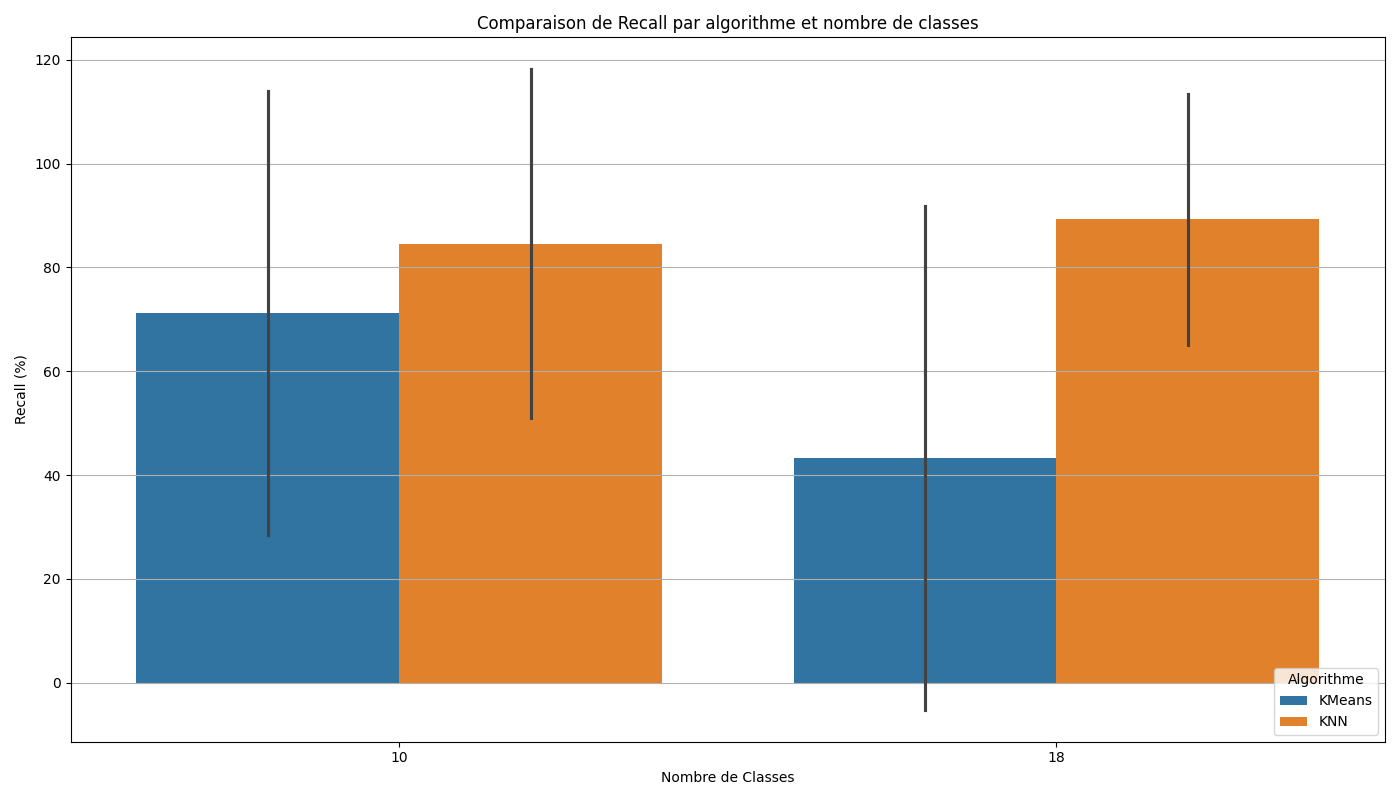 Comparaison de Recall par algorithme et nombre de classes
120
100
80
60
40
20
0
Recall (%)
10
18
Nombre de Classes
Algorithme
KMeans
KNN